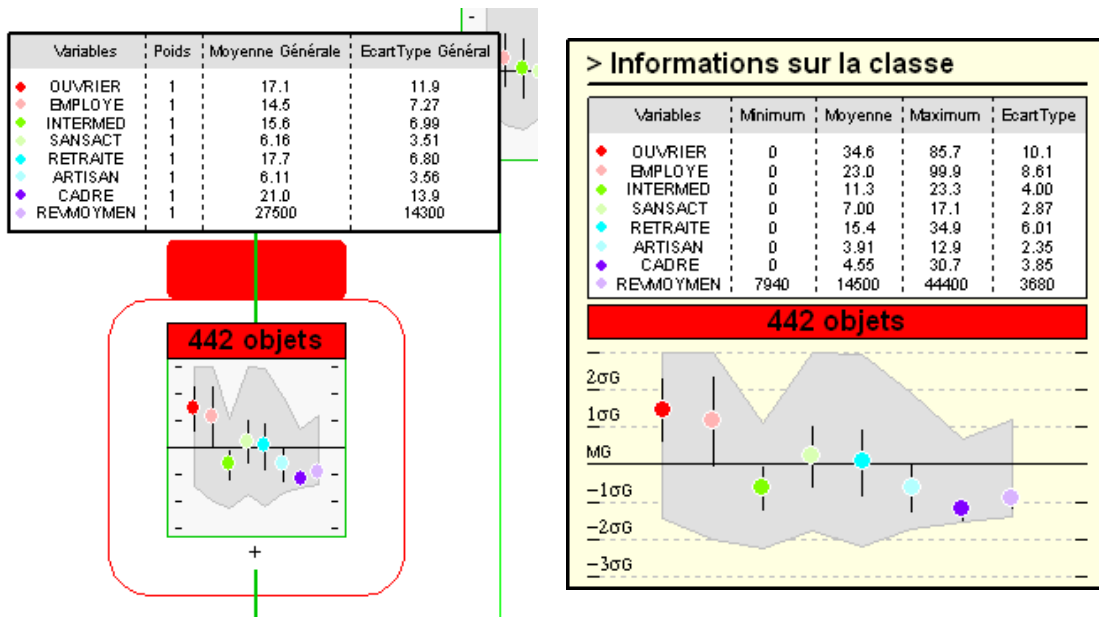 Variables Poids Moyenne Générale EcartType Général
OUVRIER 1 17.1 11.9
EMPLOYE 1 14.5 7.27
INTERMED 1 15.6 6.99
SANSACT 1 6.16 3.51
RETRAITE 1 17.7 6.80
ARTISAN 1 6.11 3.56
CADRE 1 21.0 13.9
REVMOYMEN 1 27500 14300
442 objets
+
> Informations sur la classe
Variables Minimum Moyenne Maximum EcartType
OUVRIER 0 34.6 85.7 10.1
EMPLOYE 0 23.0 99.9 8.61
INTERMED 0 11.3 23.3 4.00
SANSACT 0 7.00 17.1 2.87
RETRAITE 0 15.4 34.9 6.01
ARTISAN 0 3.91 12.9 2.35
CADRE 0 4.55 30.7 3.85
REVMOYMEN 7940 14500 44400 3680
442 objets
2σG
1σG
MG
−1σG
−2σG
−3σG